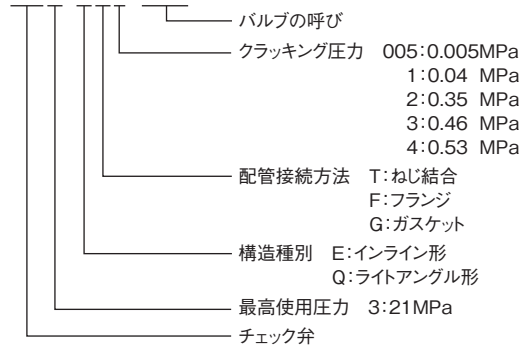 バルブの呼び
クラッキング圧力 005:0.005MPa
1:0.04 MPa
2:0.35 MPa
3:0.46 MPa
4:0.53 MPa
配管接続方法 T:ねじ結合
F:フランジ
G:ガスケット
構造種別 E:インライン形
Q:ライトアングル形
最高使用圧力 3:21MPa
チェック弁